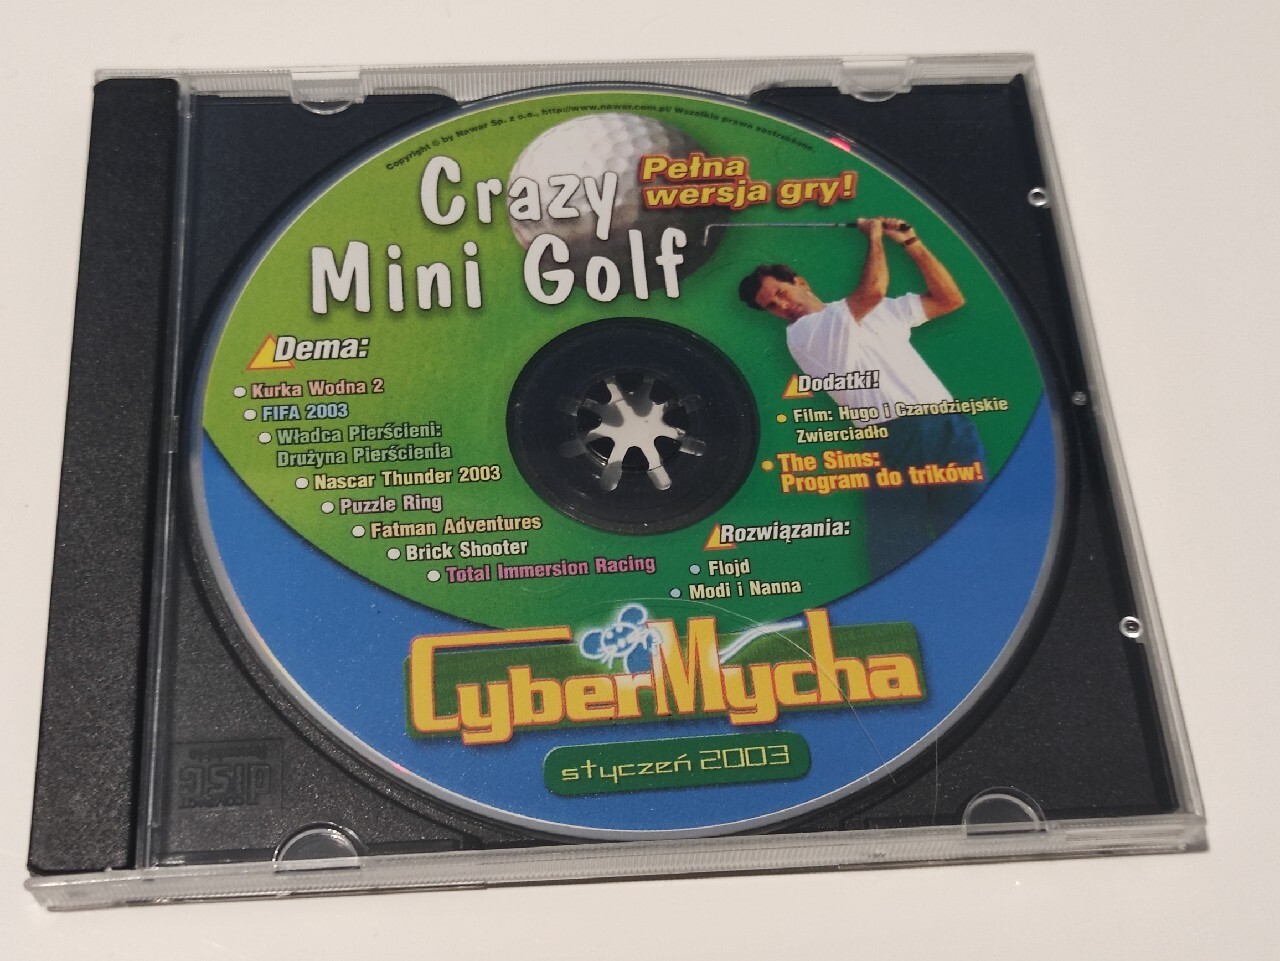 Copyright © by Nawar Sp. z o.o., http://www.nawar.com.pl/ Wszelkie prawa zastrzeżone.
Crazy
Mini Golf
Pełna
wersja gry!
Dema:
Kurka Wodna 2
FIFA 2003
Władca Pierścieni:
Drużyna Pierścienia
Nascar Thunder 2003
Puzzle Ring
Fatman Adventures
Brick Shooter
Total Immersion Racing
Dodatki!
Film: Hugo i Czarodziejskie
Zwierciadło
The Sims:
Program do trików!
Rozwiązania:
Flojd
Modi i Nanna
CyberMycha
styczeń 2003
disc